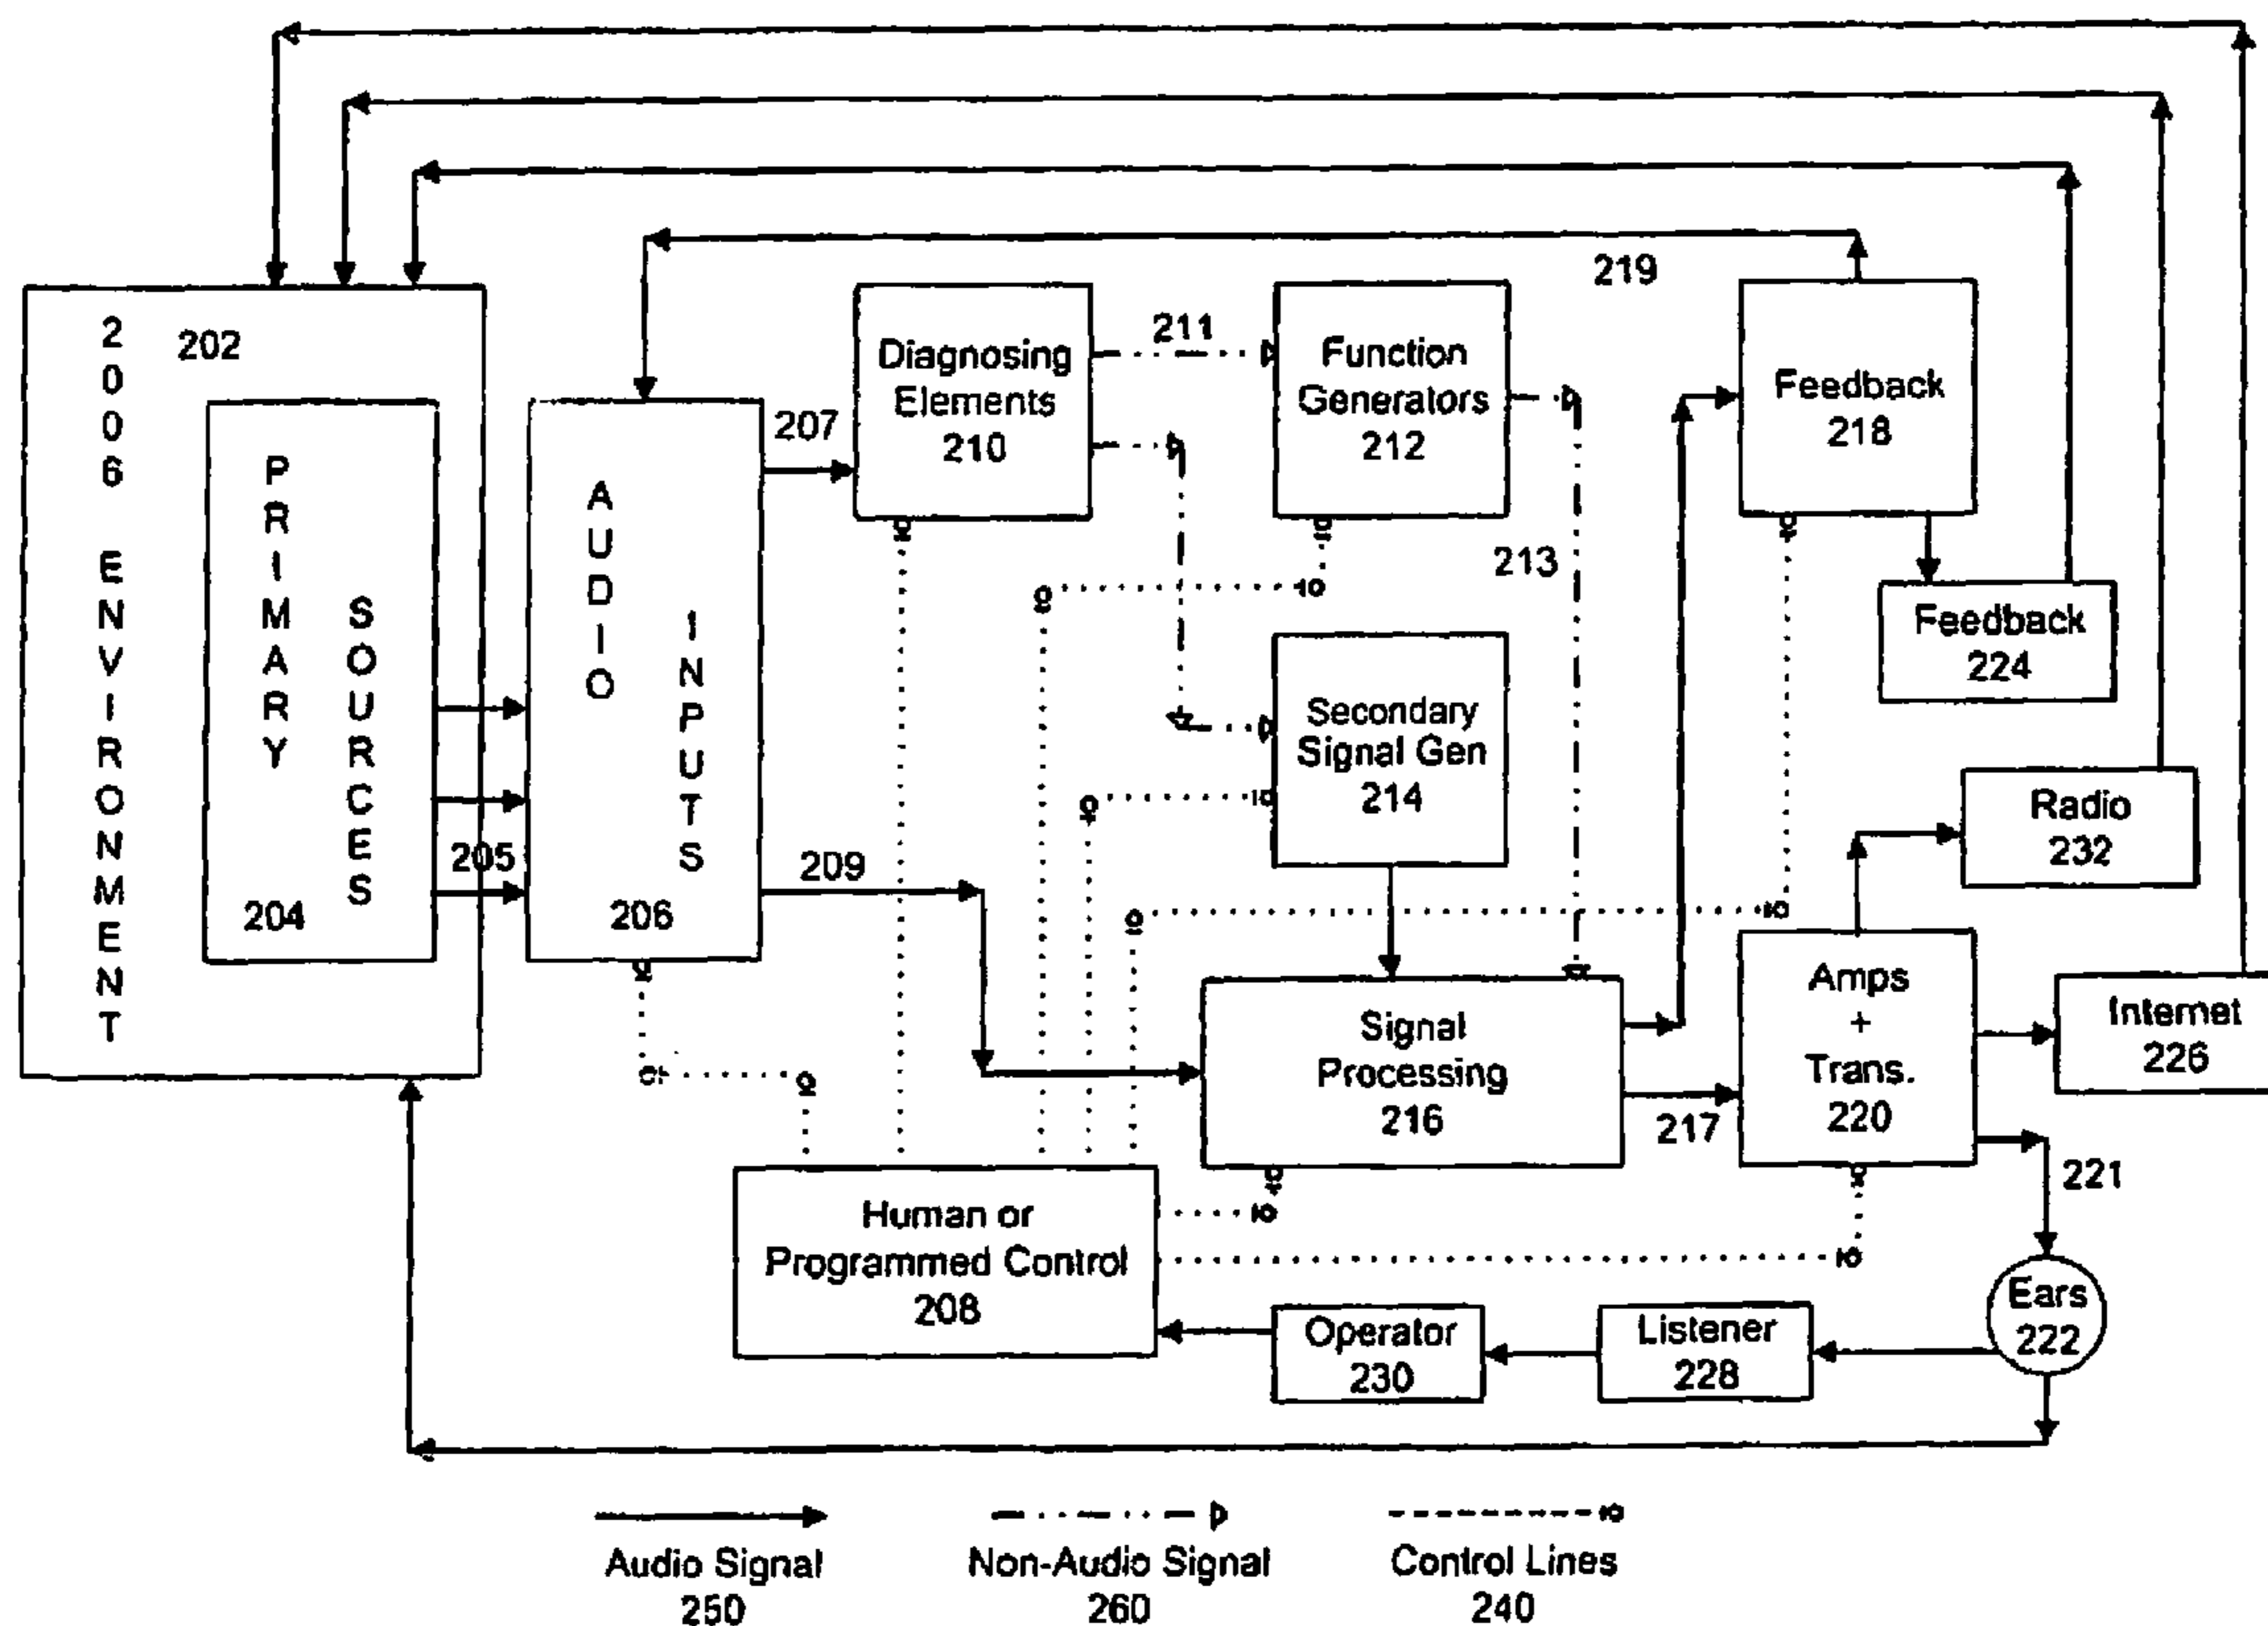 2006 ENVIRONMENT
202
PRIMARY
SOURCES
204
205
AUDIO
INPUTS
206
207
209
Diagnosing
Elements
210
211
Function
Generators
212
213
219
Feedback
218
Feedback
224
Secondary
Signal Gen
214
Radio
232
Signal
Processing
216
217
Amps
+
Trans.
220
Internet
226
221
Human or
Programmed Control
208
Operator
230
Listener
228
Ears
222
Audio Signal
250
Non-Audio Signal
260
Control Lines
240